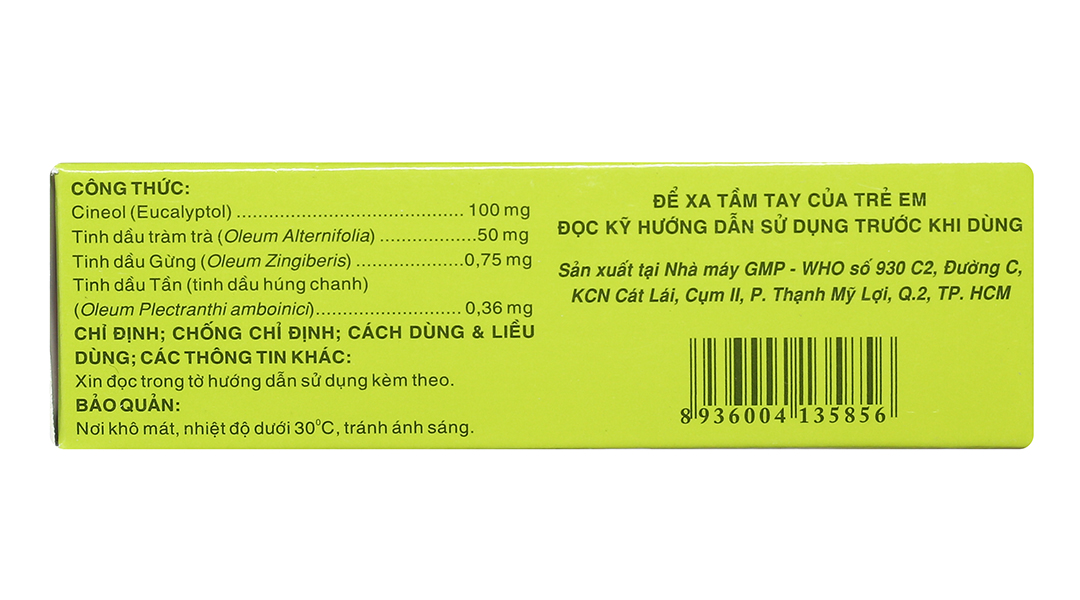 CÔNG THỨC:
Cineol (Eucalyptol) ...................................... 100 mg
Tinh dầu tràm trà (Oleum Alternifolia) ................50 mg
Tinh dầu Gừng (Oleum Zingiberis) ..................0,75 mg
Tinh dầu Tần (tinh dầu húng chanh)
(Oleum Plectranthi amboinici)......................... 0,36 mg
CHỈ ĐỊNH; CHỐNG CHỈ ĐỊNH; CÁCH DÙNG & LIỀU
DÙNG; CÁC THÔNG TIN KHÁC:
Xin đọc trong tờ hướng dẫn sử dụng kèm theo.
BẢO QUẢN:
Nơi khô mát, nhiệt độ dưới 30⁰C, tránh ánh sáng.
ĐỂ XA TẦM TAY CỦA TRẺ EM
ĐỌC KỸ HƯỚNG DẪN SỬ DỤNG TRƯỚC KHI DÙNG
Sản xuất tại Nhà máy GMP - WHO số 930 C2, Đường C,
KCN Cát Lái, Cụm II, P. Thạnh Mỹ Lợi, Q.2, TP. HCM
8 936004 135856